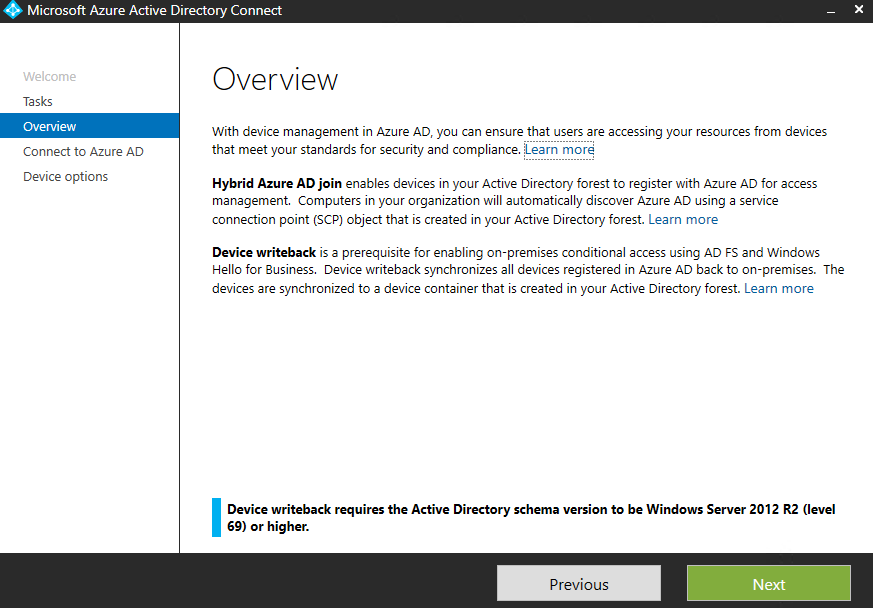 Microsoft Azure Active Directory Connect
Welcome
Tasks
Overview
Connect to Azure AD
Device options
Overview
With device management in Azure AD, you can ensure that users are accessing your resources from devices
that meet your standards for security and compliance. Learn more
Hybrid Azure AD join enables devices in your Active Directory forest to register with Azure AD for access
management.  Computers in your organization will automatically discover Azure AD using a service
connection point (SCP) object that is created in your Active Directory forest. Learn more
Device writeback is a prerequisite for enabling on-premises conditional access using AD FS and Windows
Hello for Business.  Device writeback synchronizes all devices registered in Azure AD back to on-premises.  The
devices are synchronized to a device container that is created in your Active Directory forest. Learn more
Device writeback requires the Active Directory schema version to be Windows Server 2012 R2 (level
69) or higher.
Previous
Next